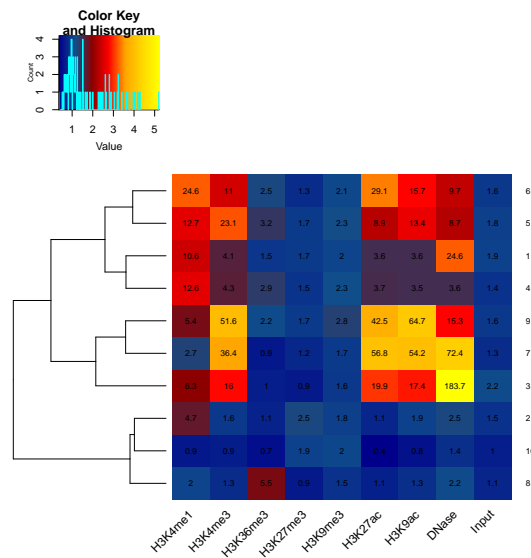 Color Key
and Histogram
Count
0 1 2 3 4
1 2 3 4 5
Value
24.6 11 2.5 1.3 2.1 29.1 15.7 9.7 1.6 6
12.7 23.1 3.2 1.7 2.3 8.9 13.4 8.7 1.8 5
10.6 4.1 1.5 1.7 2 3.6 3.6 24.6 1.9 1
12.6 4.3 2.9 1.5 2.3 3.7 3.5 3.6 1.4 4
5.4 51.6 2.2 1.7 2.8 42.5 64.7 15.3 1.6 9
2.7 36.4 0.9 1.2 1.7 56.8 54.2 72.4 1.3 7
8.3 16 1 0.9 1.6 19.9 17.4 183.7 2.2 3
4.7 1.6 1.1 2.5 1.8 1.1 1.9 2.5 1.5 2
0.9 0.9 0.7 1.9 2 0.8 1.4 1
2 1.3 5.5 0.9 1.5 1.1 1.3 2.2 1.1 8
H3K4me1 H3K4me3 H3K36me3 H3K27me3 H3K9me3 H3K27ac H3K9ac DNase Input